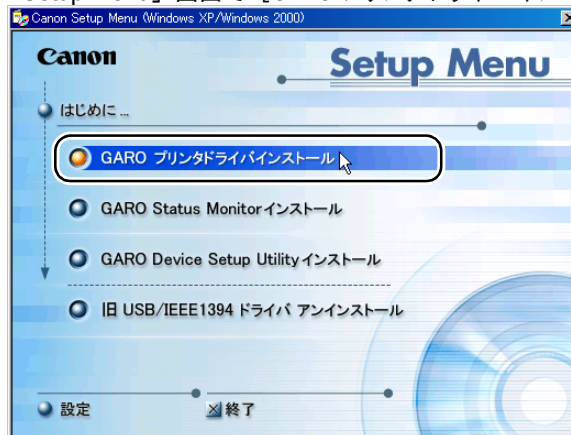 Canon Setup Menu (Windows XP/Windows 2000)
Canon
Setup Menu
はじめに ...
GARO プリンタドライバインストール
GARO Status Monitorインストール
GARO Device Setup Utilityインストール
旧 USB/IEEE1394 ドライバ アンインストール
設定 終了